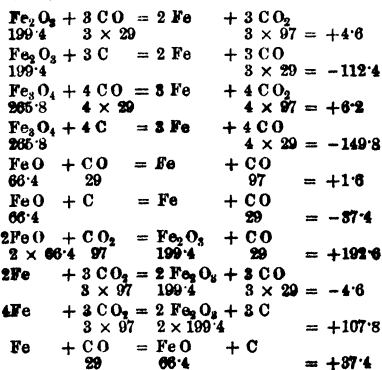 Fe₂O₃ + 3 CO = 2 Fe + 3 CO₂
199·4 3 × 29 3 × 97 = +4·6
Fe₂O₃ + 3 C = 2 Fe + 3 CO
199·4 3 × 29 = −112·4
Fe₃O₄ + 4 CO = 3 Fe + 4 CO₂
265·8 4 × 29 4 × 97 = +6·2
Fe₃O₄ + 4 C = 3 Fe + 4 CO
265·8 4 × 29 = −149·8
FeO + CO = Fe + CO
66·4 29 97 = +1·6
FeO + C = Fe + CO
66·4 29 = −37·4
2FeO + CO₂ = Fe₂O₃ + CO
2 × 66·4 97 199·4 29 = +192·6
2Fe + 3 CO₂ = 2 Fe₂O₃ + 3 CO
3 × 97 199·4 3 × 29 = −4·6
4Fe + 3 CO₂ = 2 Fe₂O₃ + 3 C
3 × 97 2 × 199·4 = +107·8
Fe + CO = FeO + C
29 66·4 = +37·4